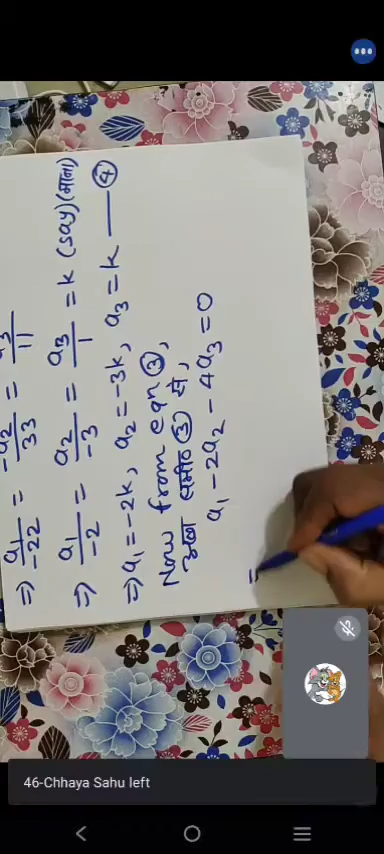 ⇒ a₁/-22 = -a₂/33 = a₃/11
⇒ a₁/-2 = a₂/-3 = a₃/1 = k (say) (माना)
⇒ a₁ = -2k, a₂ = -3k, a₃ = k —— ④
Now from eqn ③,
समी० ③ से,
a₁ - 2a₂ - 4a₃ = 0
=
46-Chhaya Sahu left